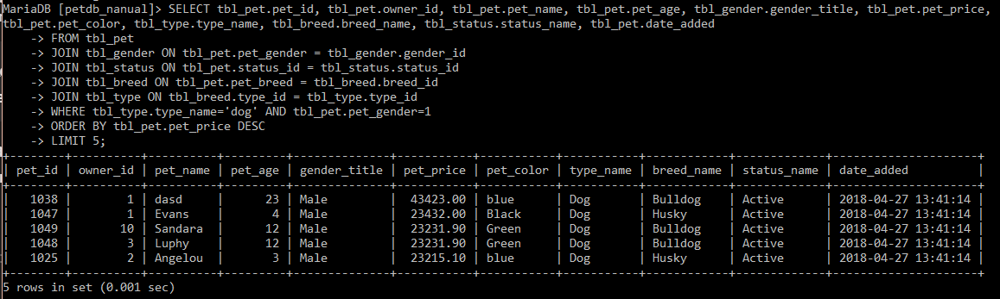 MariaDB [petdb_nanual]> SELECT tbl_pet.pet_id, tbl_pet.owner_id, tbl_pet.pet_name, tbl_pet.pet_age, tbl_gender.gender_title, tbl_pet.pet_price,
tbl_pet.pet_color, tbl_type.type_name, tbl_breed.breed_name, tbl_status.status_name, tbl_pet.date_added
    -> FROM tbl_pet
    -> JOIN tbl_gender ON tbl_pet.pet_gender = tbl_gender.gender_id
    -> JOIN tbl_status ON tbl_pet.status_id = tbl_status.status_id
    -> JOIN tbl_breed ON tbl_pet.pet_breed = tbl_breed.breed_id
    -> JOIN tbl_type ON tbl_breed.type_id = tbl_type.type_id
    -> WHERE tbl_type.type_name='dog' AND tbl_pet.pet_gender=1
    -> ORDER BY tbl_pet.pet_price DESC
    -> LIMIT 5;
+--------+----------+----------+---------+--------------+-----------+-----------+-----------+------------+-------------+---------------------+
| pet_id | owner_id | pet_name | pet_age | gender_title | pet_price | pet_color | type_name | breed_name | status_name | date_added          |
+--------+----------+----------+---------+--------------+-----------+-----------+-----------+------------+-------------+---------------------+
|   1038 |        1 | dasd     |      23 | Male         |  43423.00 | blue      | Dog       | Bulldog    | Active      | 2018-04-27 13:41:14 |
|   1047 |        1 | Evans    |       4 | Male         |  23432.00 | Black     | Dog       | Husky      | Active      | 2018-04-27 13:41:14 |
|   1049 |       10 | Sandara  |      12 | Male         |  23231.90 | Green     | Dog       | Bulldog    | Active      | 2018-04-27 13:41:14 |
|   1048 |        3 | Luphy    |      12 | Male         |  23231.90 | Green     | Dog       | Bulldog    | Active      | 2018-04-27 13:41:14 |
|   1025 |        2 | Angelou  |       3 | Male         |  23215.10 | blue      | Dog       | Husky      | Active      | 2018-04-27 13:41:14 |
+--------+----------+----------+---------+--------------+-----------+-----------+-----------+------------+-------------+---------------------+
5 rows in set (0.001 sec)